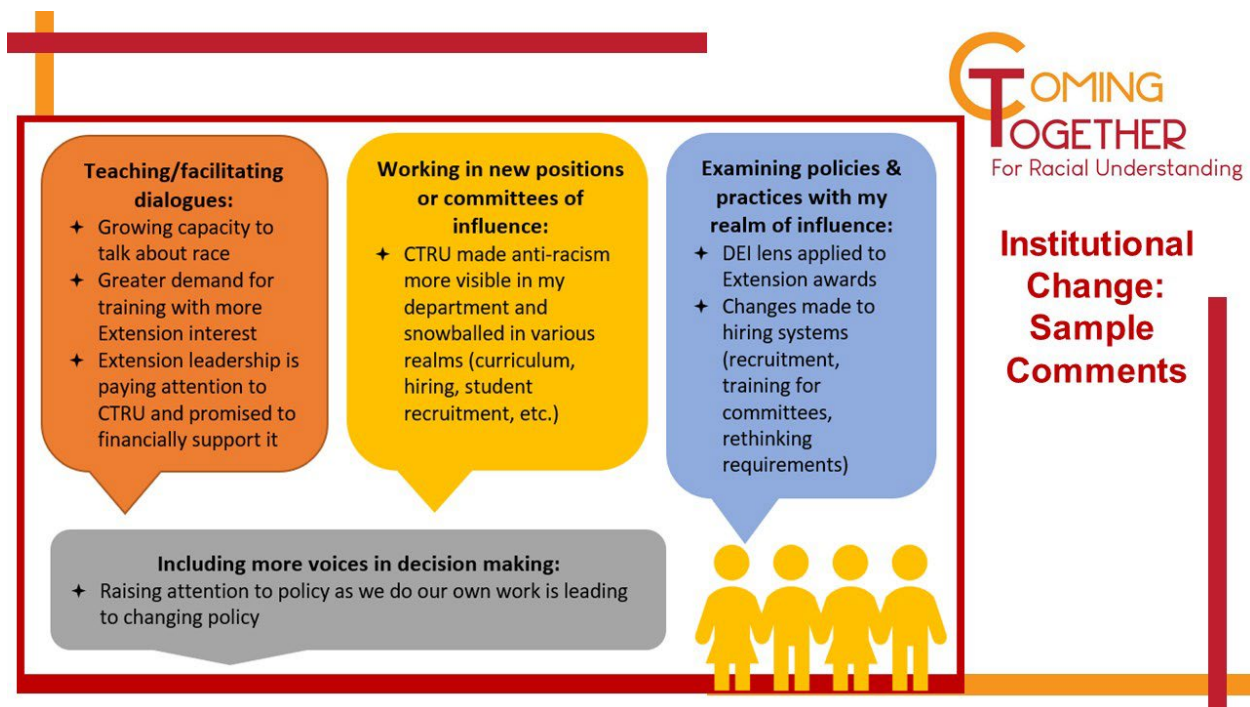 COMING
TOGETHER
For Racial Understanding
Institutional
Change:
Sample
Comments
Teaching/facilitating
dialogues:
✦ Growing capacity to
talk about race
✦ Greater demand for
training with more
Extension interest
✦ Extension leadership is
paying attention to
CTRU and promised to
financially support it
Working in new positions
or committees of
influence:
✦ CTRU made anti-racism
more visible in my
department and
snowballed in various
realms (curriculum,
hiring, student
recruitment, etc.)
Examining policies &
practices with my
realm of influence:
✦ DEI lens applied to
Extension awards
✦ Changes made to
hiring systems
(recruitment,
training for
committees,
rethinking
requirements)
Including more voices in decision making:
✦ Raising attention to policy as we do our own work is leading
to changing policy